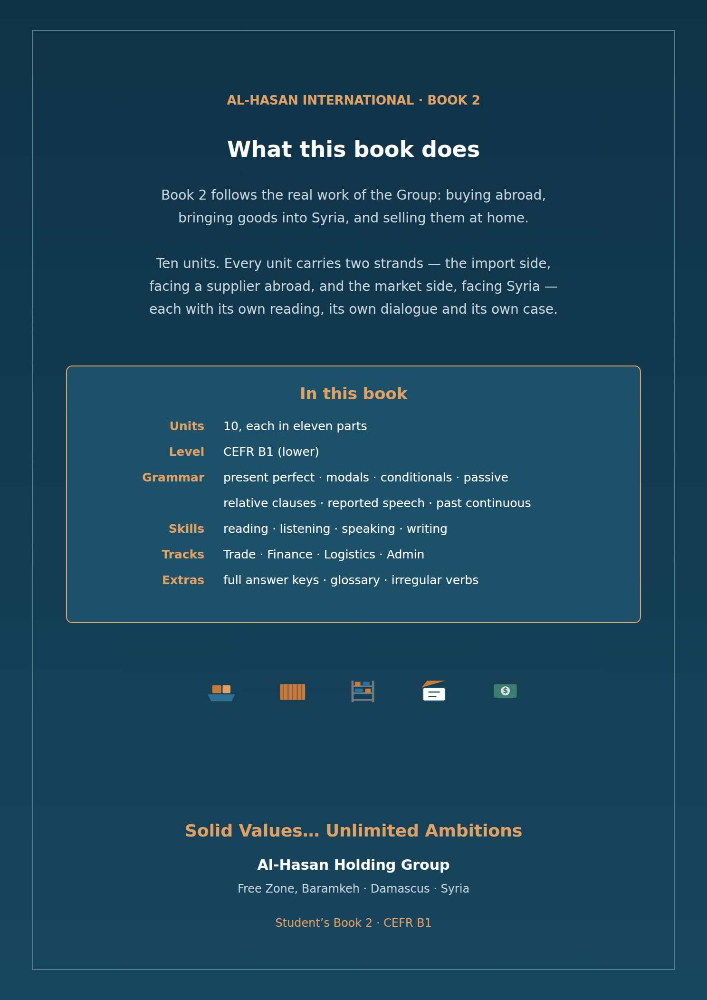 AL-HASAN INTERNATIONAL · BOOK 2
What this book does
Book 2 follows the real work of the Group: buying abroad,
bringing goods into Syria, and selling them at home.
Ten units. Every unit carries two strands — the import side,
facing a supplier abroad, and the market side, facing Syria —
each with its own reading, its own dialogue and its own case.
In this book
Units 10, each in eleven parts
Level CEFR B1 (lower)
Grammar present perfect · modals · conditionals · passive
relative clauses · reported speech · past continuous
Skills reading · listening · speaking · writing
Tracks Trade · Finance · Logistics · Admin
Extras full answer keys · glossary · irregular verbs
$
Solid Values… Unlimited Ambitions
Al-Hasan Holding Group
Free Zone, Baramkeh · Damascus · Syria
Student’s Book 2 · CEFR B1